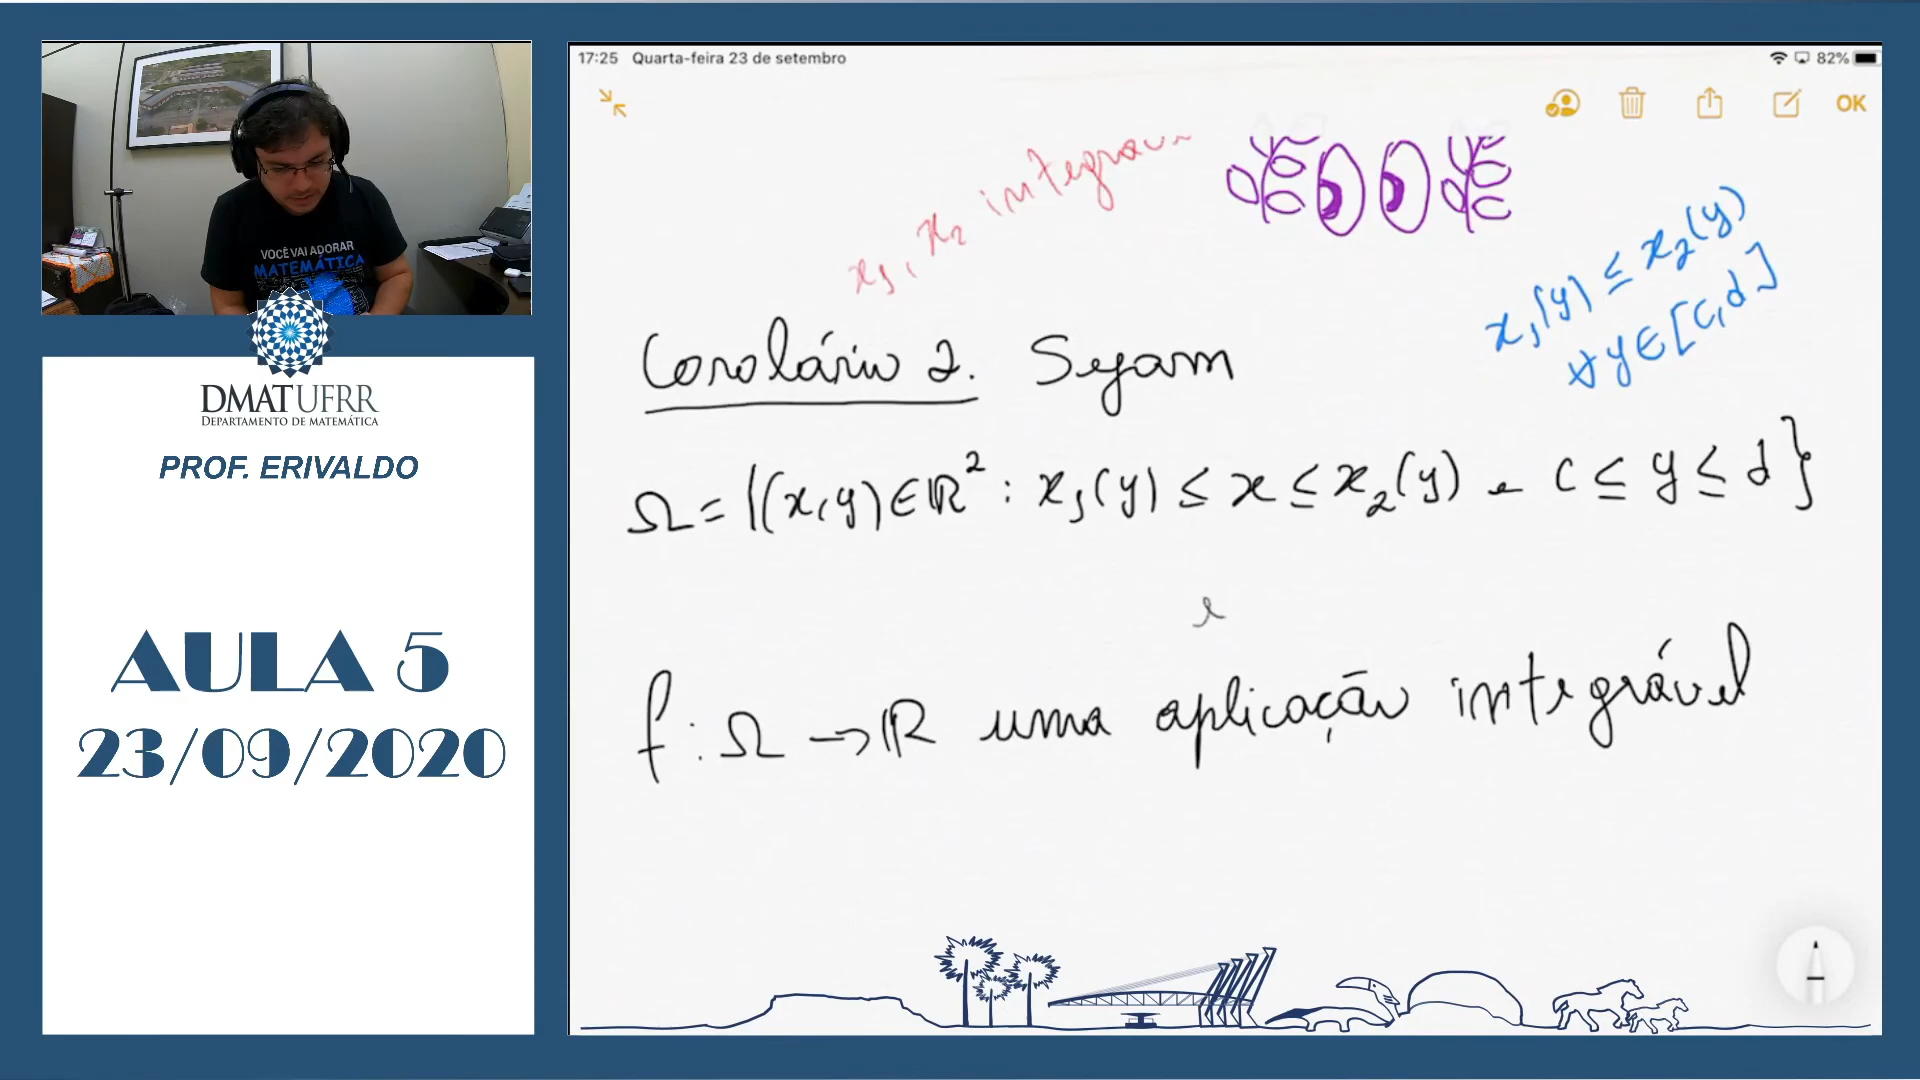 17:25 Quarta-feira 23 de setembro
82%
OK
x₁, x₂
x₁(y) ≤ x₂(y)
∀ y ∈ [c,d]
Corolário 2. Sejam
Ω = {(x,y) ∈ ℝ² : x₁(y) ≤ x ≤ x₂(y) e c ≤ y ≤ d}
e
f : Ω → ℝ uma aplicação integrável
VOCÊ VAI ADORAR
MATEMÁTICA
DMATUFRR
DEPARTAMENTO DE MATEMÁTICA
PROF. ERIVALDO
AULA 5
23/09/2020